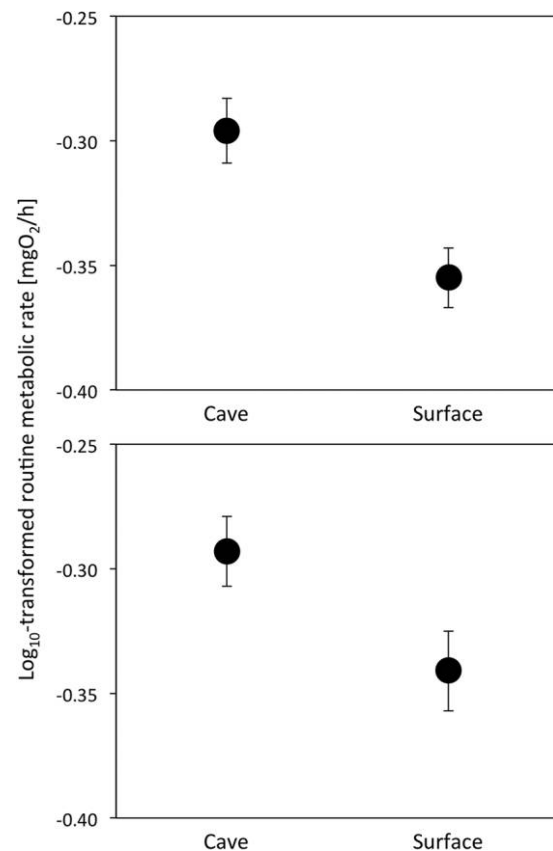 Log₁₀-transformed routine metabolic rate [mgO₂/h]
-0.25
-0.30
-0.35
-0.40
Cave Surface
-0.25
-0.30
-0.35
-0.40
Cave Surface